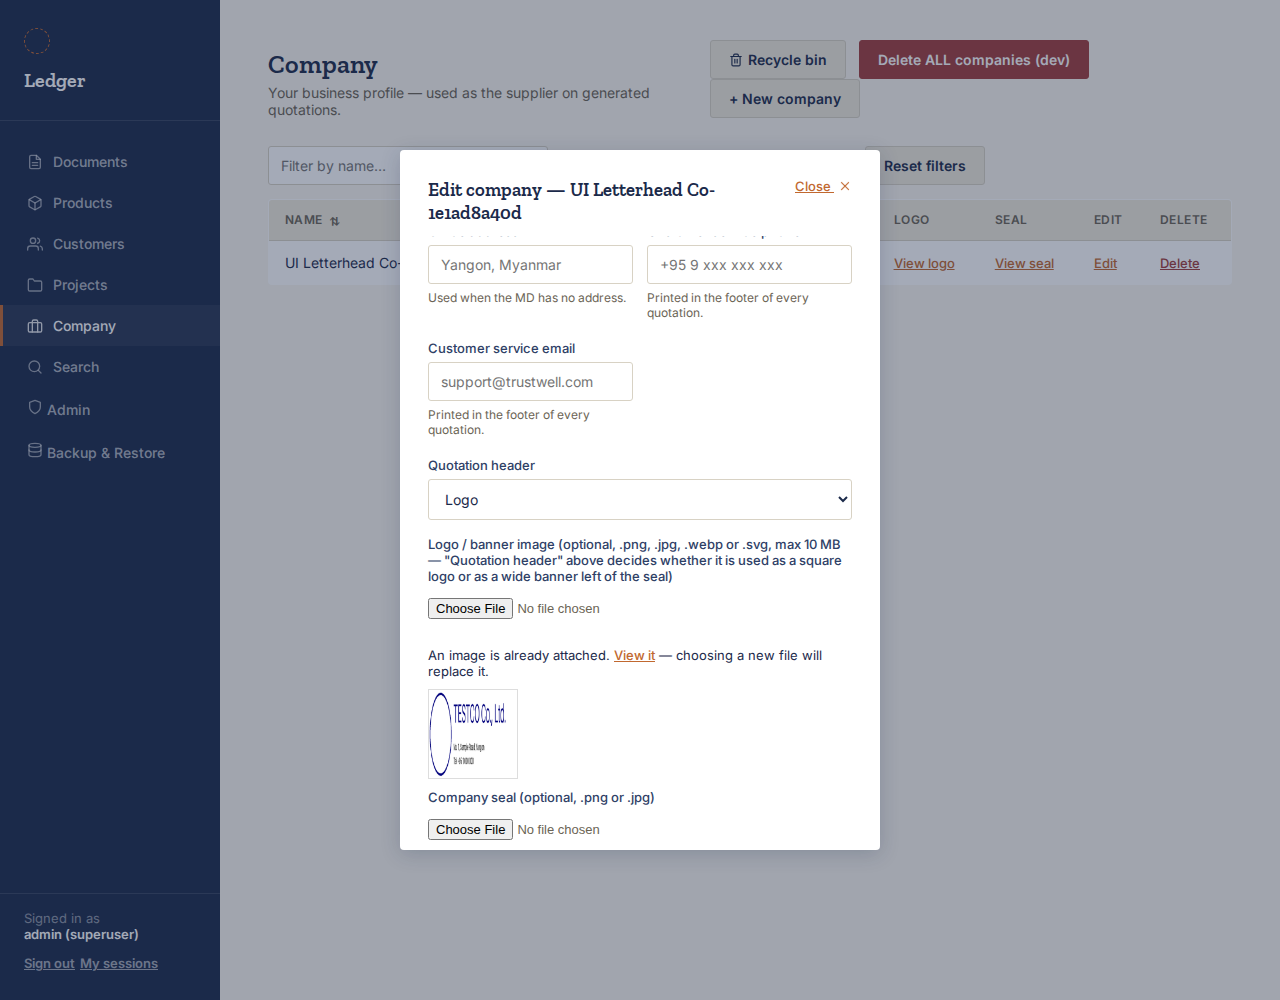 Ledger
Documents
Products
Customers
Projects
Company
Search
Admin
Backup & Restore
Signed in as
admin (superuser)
Sign out My sessions
Company
Your business profile — used as the supplier on generated
quotations.
Recycle bin
Delete ALL companies (dev)
+ New company
Filter by name...
Reset filters
NAME
LOGO
SEAL
EDIT
DELETE
UI Letterhead Co-
View logo
View seal
Edit
Delete
Edit company — UI Letterhead Co-
1e1ad8a40d
Close
Yangon, Myanmar
+95 9 xxx xxx xxx
Used when the MD has no address.
Printed in the footer of every
quotation.
Customer service email
support@trustwell.com
Printed in the footer of every
quotation.
Quotation header
Logo
Logo / banner image (optional, .png, .jpg, .webp or .svg, max 10 MB
— "Quotation header" above decides whether it is used as a square
logo or as a wide banner left of the seal)
Choose File No file chosen
An image is already attached. View it — choosing a new file will
replace it.
TESTCO Co., Ltd.
Company seal (optional, .png or .jpg)
Choose File No file chosen